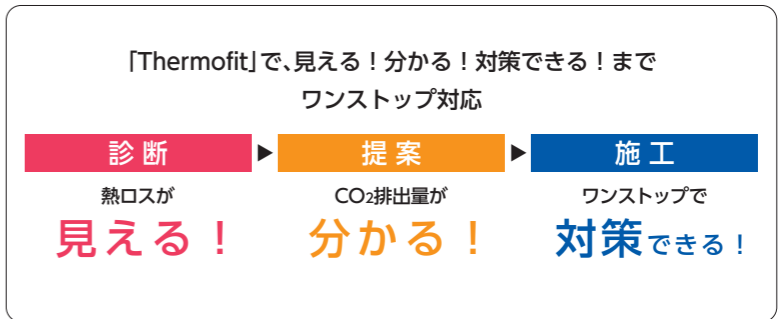 「Thermofit」で、見える！分かる！対策できる！まで
ワンストップ対応
診断 ▶ 提案 ▶ 施工
熱ロスが
見える！
CO2排出量が
分かる！
ワンストップで
対策できる！